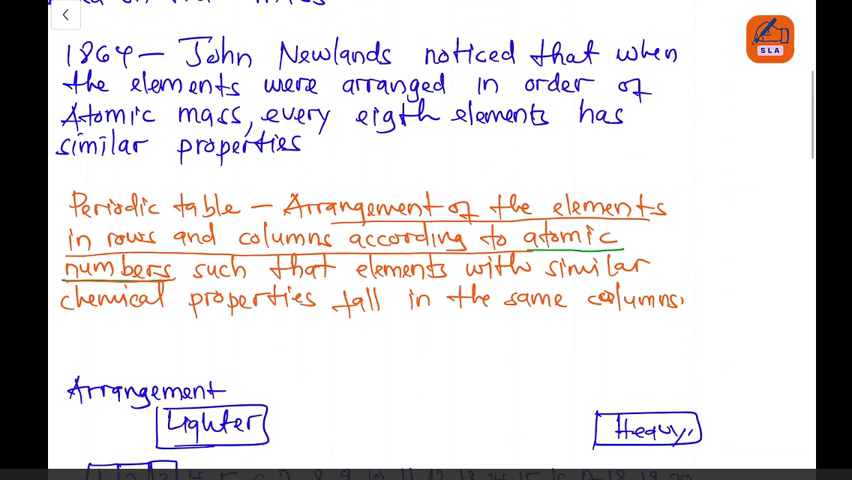 SLA
1864 – John Newlands noticed that when
the elements were arranged in order of
Atomic mass, every eigth elements has
similar properties
Periodic table – Arrangement of the elements
in rows and columns according to atomic
numbers such that elements with similar
chemical properties fall in the same columns.
Arrangement
Lighter
Heavy.